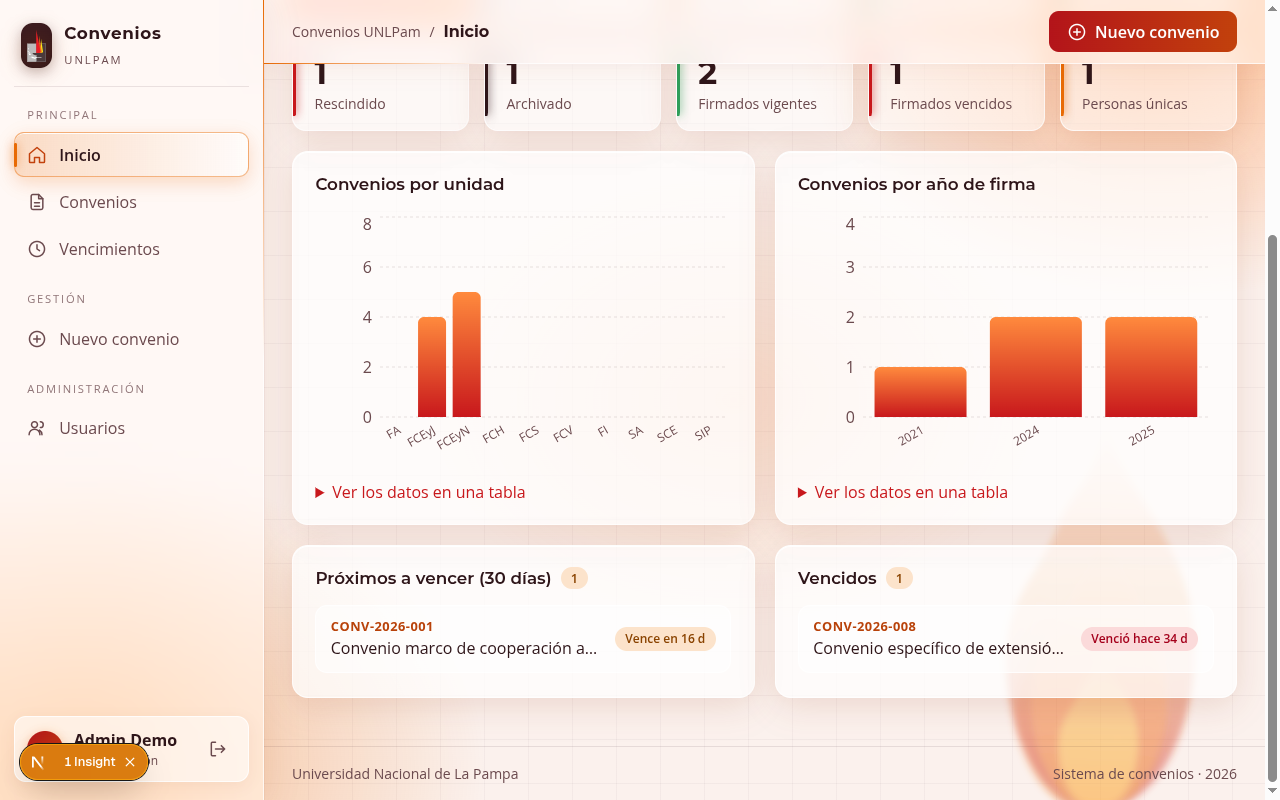 Convenios
UNLPAM
PRINCIPAL
Inicio
Convenios
Vencimientos
GESTIÓN
Nuevo convenio
ADMINISTRACIÓN
Usuarios
Admin Demo
1 Insight
Convenios UNLPam / Inicio
Nuevo convenio
1
Rescindido
1
Archivado
2
Firmados vigentes
1
Firmados vencidos
1
Personas únicas
Convenios por unidad
8
6
4
2
0
FA FCEyJ FCEyN FCH FCS FCV FI SA SCE SIP
Ver los datos en una tabla
Convenios por año de firma
4
3
2
1
0
2021 2024 2025
Ver los datos en una tabla
Próximos a vencer (30 días) 1
CONV-2026-001
Convenio marco de cooperación a...
Vence en 16 d
Vencidos 1
CONV-2026-008
Convenio específico de extensió...
Venció hace 34 d
Universidad Nacional de La Pampa
Sistema de convenios · 2026